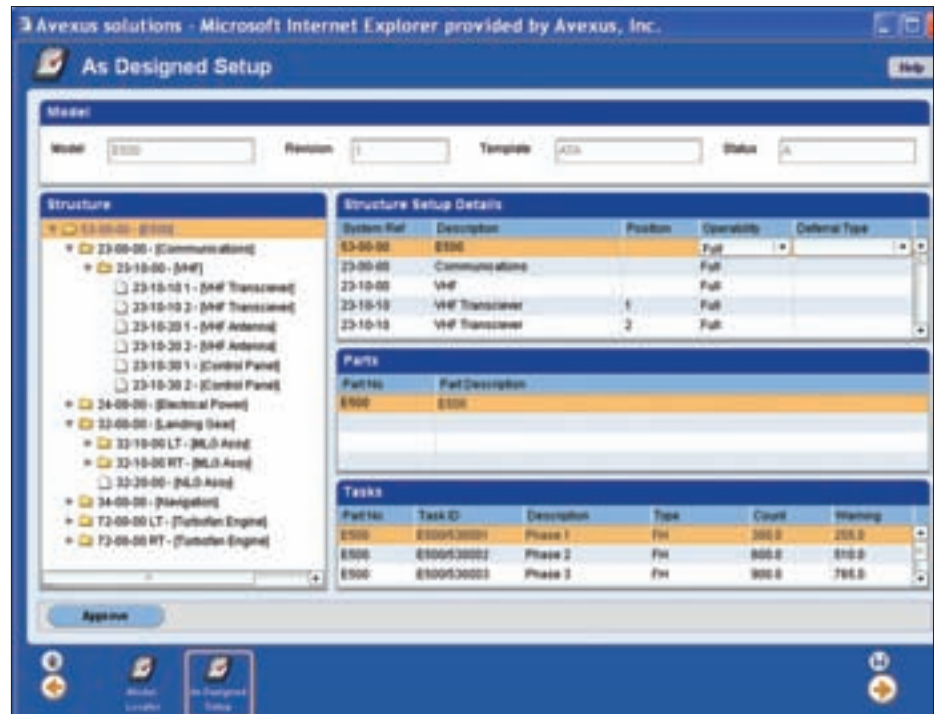 Avexus solutions - Microsoft Internet Explorer provided by Avexus, Inc.
As Designed Setup
Help
Model
Model E500 Revision 1 Template ATA Status A
Structure
53-00-00 - [E500]
23-00-00 - [Communications]
23-10-00 - [VHF]
23-10-10 1 - [VHF Transciever]
23-10-10 2 - [VHF Transciever]
23-10-20 1 - [VHF Antenna]
23-10-20 2 - [VHF Antenna]
23-10-30 1 - [Control Panel]
23-10-30 2 - [Control Panel]
24-00-00 - [Electrical Power]
32-00-00 - [Landing Gear]
32-10-00 LT - [MLG Assy]
32-10-00 RT - [MLG Assy]
32-20-00 - [NLG Assy]
34-00-00 - [Navigation]
72-00-00 LT - [Turbofan Engine]
72-00-00 RT - [Turbofan Engine]
Structure Setup Details
System Ref Description Position Operability Deferral Type
53-00-00 E500 Full
23-00-00 Communications Full
23-10-00 VHF Full
23-10-10 VHF Transciever 1 Full
23-10-10 VHF Transciever 2 Full
Parts
Part No Part Description
E500 E500
Tasks
Part No Task ID Description Type Count Warning
E500 E500/530001 Phase 1 FH 300.0 255.0
E500 E500/530002 Phase 2 FH 600.0 510.0
E500 E500/530003 Phase 3 FH 900.0 765.0
Approve
Model Locator
As Designed Setup